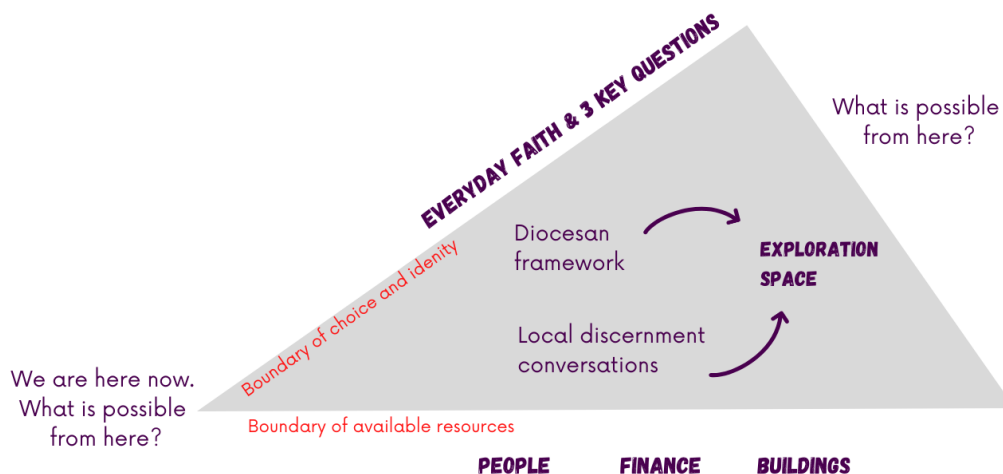 EVERYDAY FAITH & 3 KEY QUESTIONS
What is possible
from here?
Diocesan
framework
EXPLORATION
SPACE
Boundary of choice and idenity
Local discernment
conversations
We are here now.
What is possible
from here?
Boundary of available resources
PEOPLE FINANCE BUILDINGS